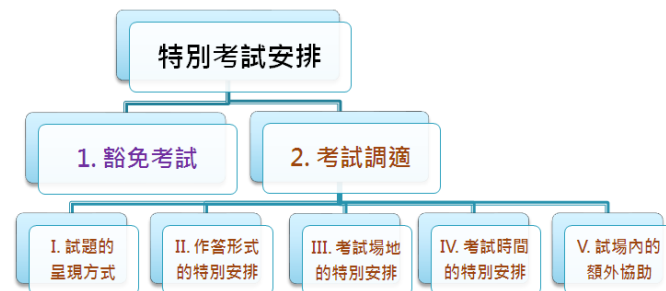 特別考試安排
1. 豁免考試
2. 考試調適
I. 試題的
呈現方式
II. 作答形式
的特別安排
III. 考試場地
的特別安排
IV. 考試時間
的特別安排
V. 試場內的
額外協助